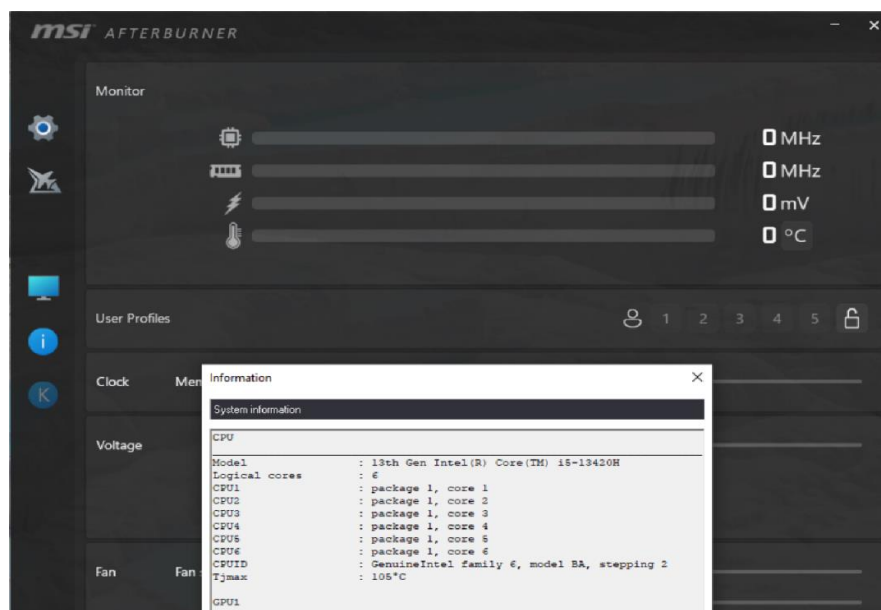 msi AFTERBURNER
Monitor
0 MHz
0 MHz
0 mV
0 °C
User Profiles
1 2 3 4 5
i
K
Clock
Information
System information
CPU
Model : 13th Gen Intel(R) Core(TM) i5-13420H
Logical cores : 6
CPU1 : package 1, core 1
CPU2 : package 1, core 2
CPU3 : package 1, core 3
CPU4 : package 1, core 4
CPU5 : package 1, core 5
CPU6 : package 1, core 6
CPUID : GenuineIntel family 6, model BA, stepping 2
Tjmax : 105°C
GPU1
Voltage
Fan Fan